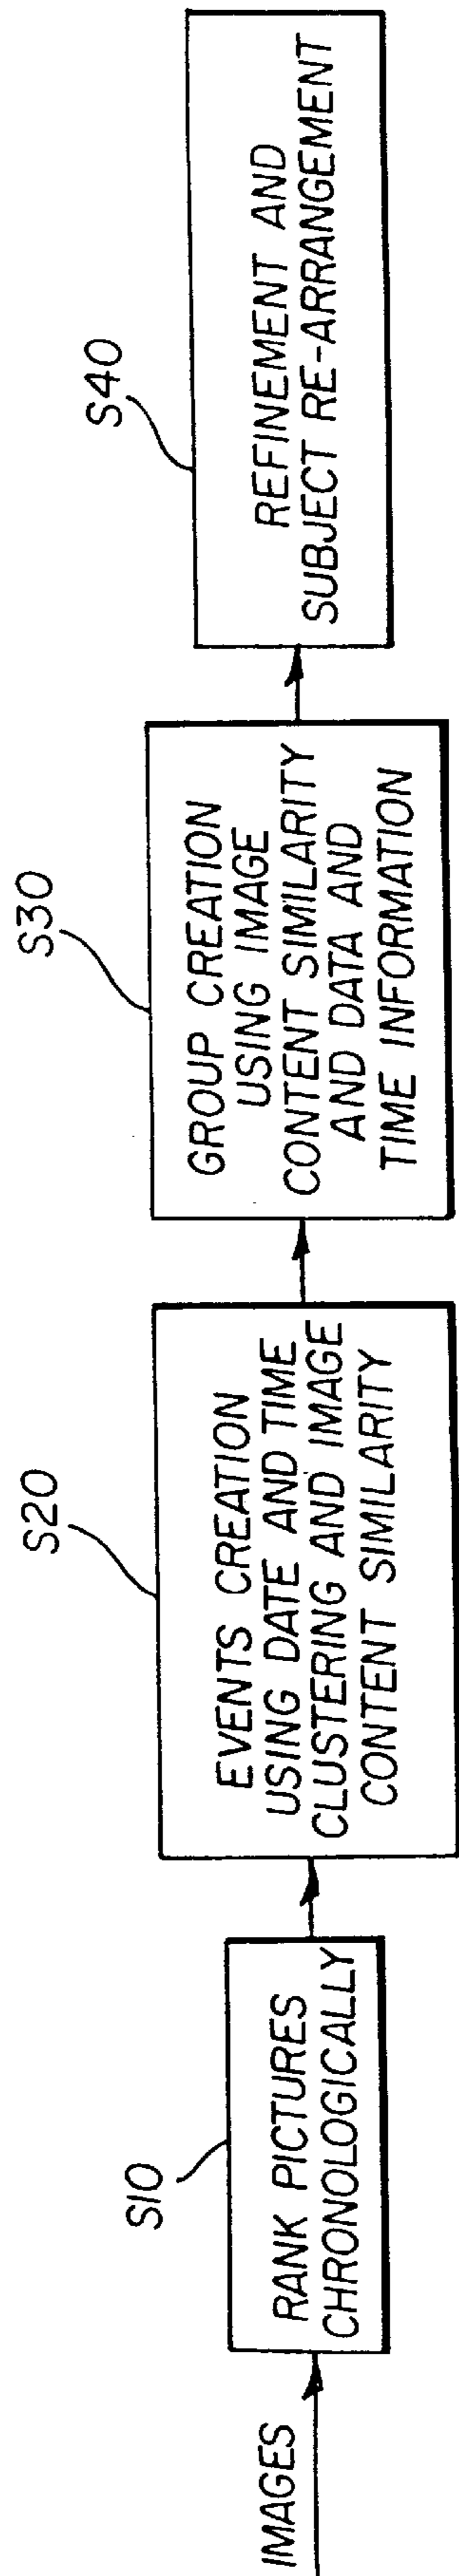 IMAGES
S10
RANK PICTURES
CHRONOLOGICALLY
S20
EVENTS CREATION
USING DATE AND TIME
CLUSTERING AND IMAGE
CONTENT SIMILARITY
S30
GROUP CREATION
USING IMAGE
CONTENT SIMILARITY
AND DATA AND
TIME INFORMATION
S40
REFINEMENT AND
SUBJECT RE-ARRANGEMENT